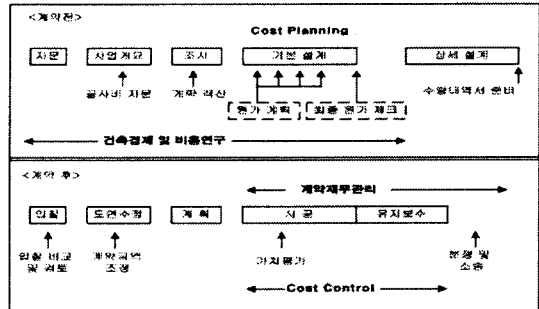 <계약전>
Cost Planning
자문 사업개요 조사 기본 설계 상세 설계
공사비 자문 개략 적산 수량내역서 준비
원가 계획 최종 원가 체크
건축경제 및 비용연구
<계약 후>
계약재무관리
입찰 도면수정 계획 시공 유지보수
입찰 비교 및 검토
계약금액 조정
가치평가
분쟁 및 소송
Cost Control